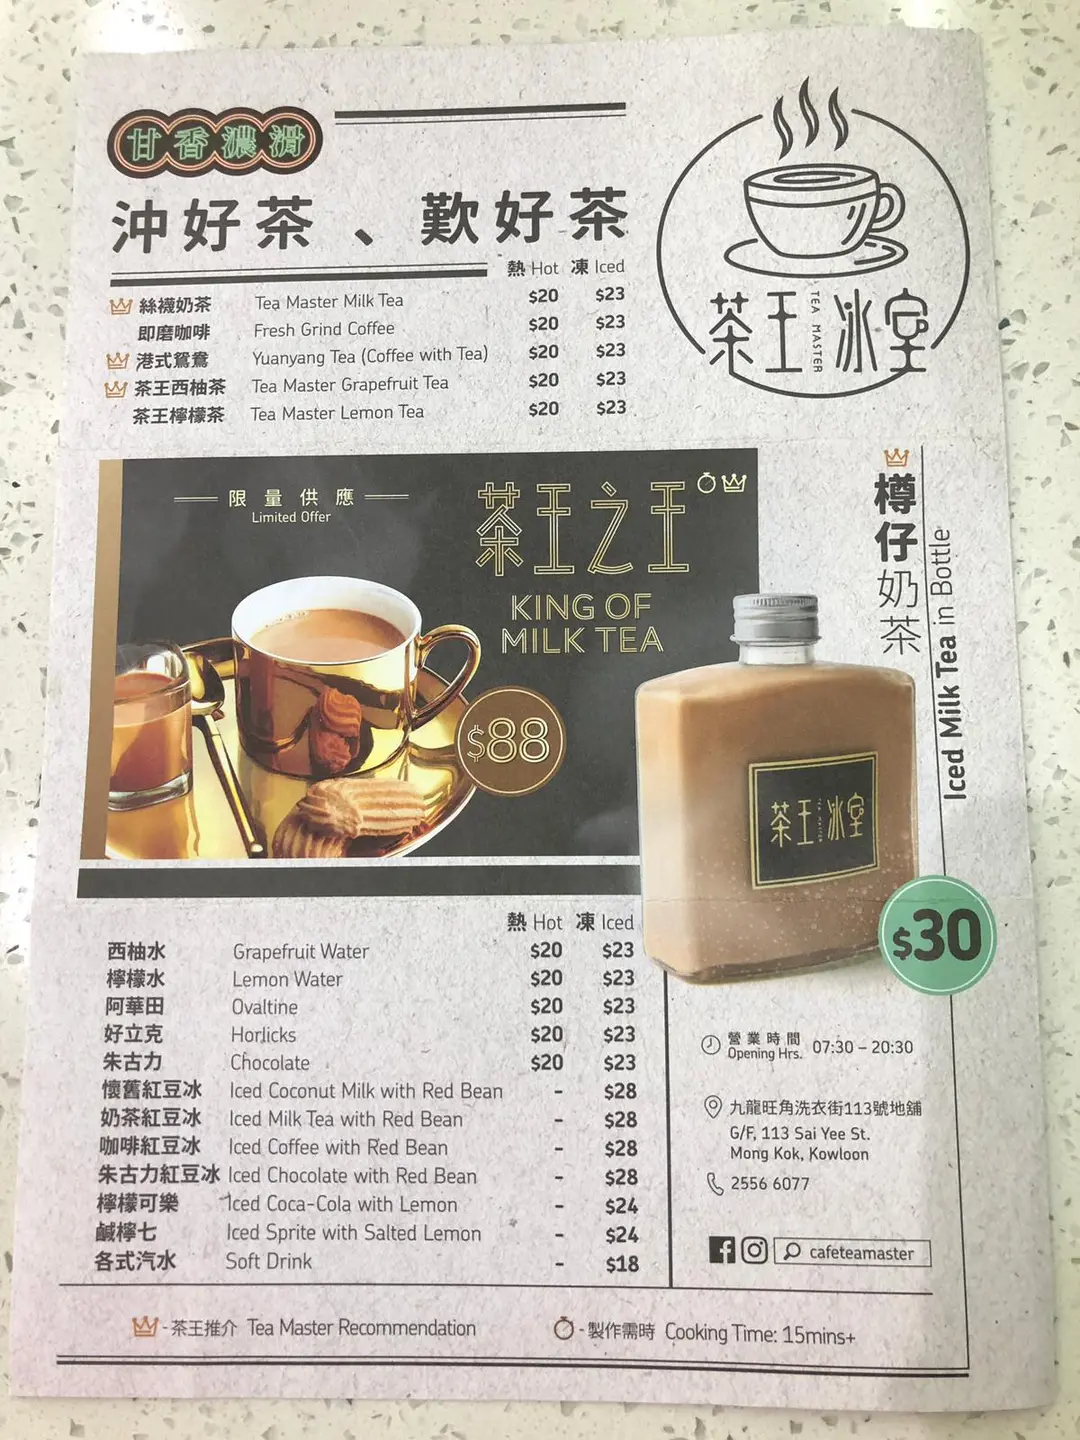 甘香濃滑
沖好茶、歎好茶
熱 Hot 凍 Iced
絲襪奶茶 Tea Master Milk Tea $20 $23
即磨咖啡 Fresh Grind Coffee $20 $23
港式鴛鴦 Yuanyang Tea (Coffee with Tea) $20 $23
茶王西柚茶 Tea Master Grapefruit Tea $20 $23
茶王檸檬茶 Tea Master Lemon Tea $20 $23
茶王 TEA MASTER 冰室
限量供應
Limited Offer
茶王之王
KING OF
MILK TEA
$88
樽仔奶茶
Iced Milk Tea in Bottle
茶王 TEA MASTER 冰室
$30
熱 Hot 凍 Iced
西柚水 Grapefruit Water $20 $23
檸檬水 Lemon Water $20 $23
阿華田 Ovaltine $20 $23
好立克 Horlicks $20 $23
朱古力 Chocolate $20 $23
懷舊紅豆冰 Iced Coconut Milk with Red Bean - $28
奶茶紅豆冰 Iced Milk Tea with Red Bean - $28
咖啡紅豆冰 Iced Coffee with Red Bean - $28
朱古力紅豆冰 Iced Chocolate with Red Bean - $28
檸檬可樂 Iced Coca-Cola with Lemon - $24
鹹檸七 Iced Sprite with Salted Lemon - $24
各式汽水 Soft Drink - $18
營業時間
Opening Hrs. 07:30 – 20:30
九龍旺角洗衣街113號地舖
G/F, 113 Sai Yee St.
Mong Kok, Kowloon
2556 6077
cafeteamaster
- 茶王推介 Tea Master Recommendation
- 製作需時 Cooking Time: 15mins+